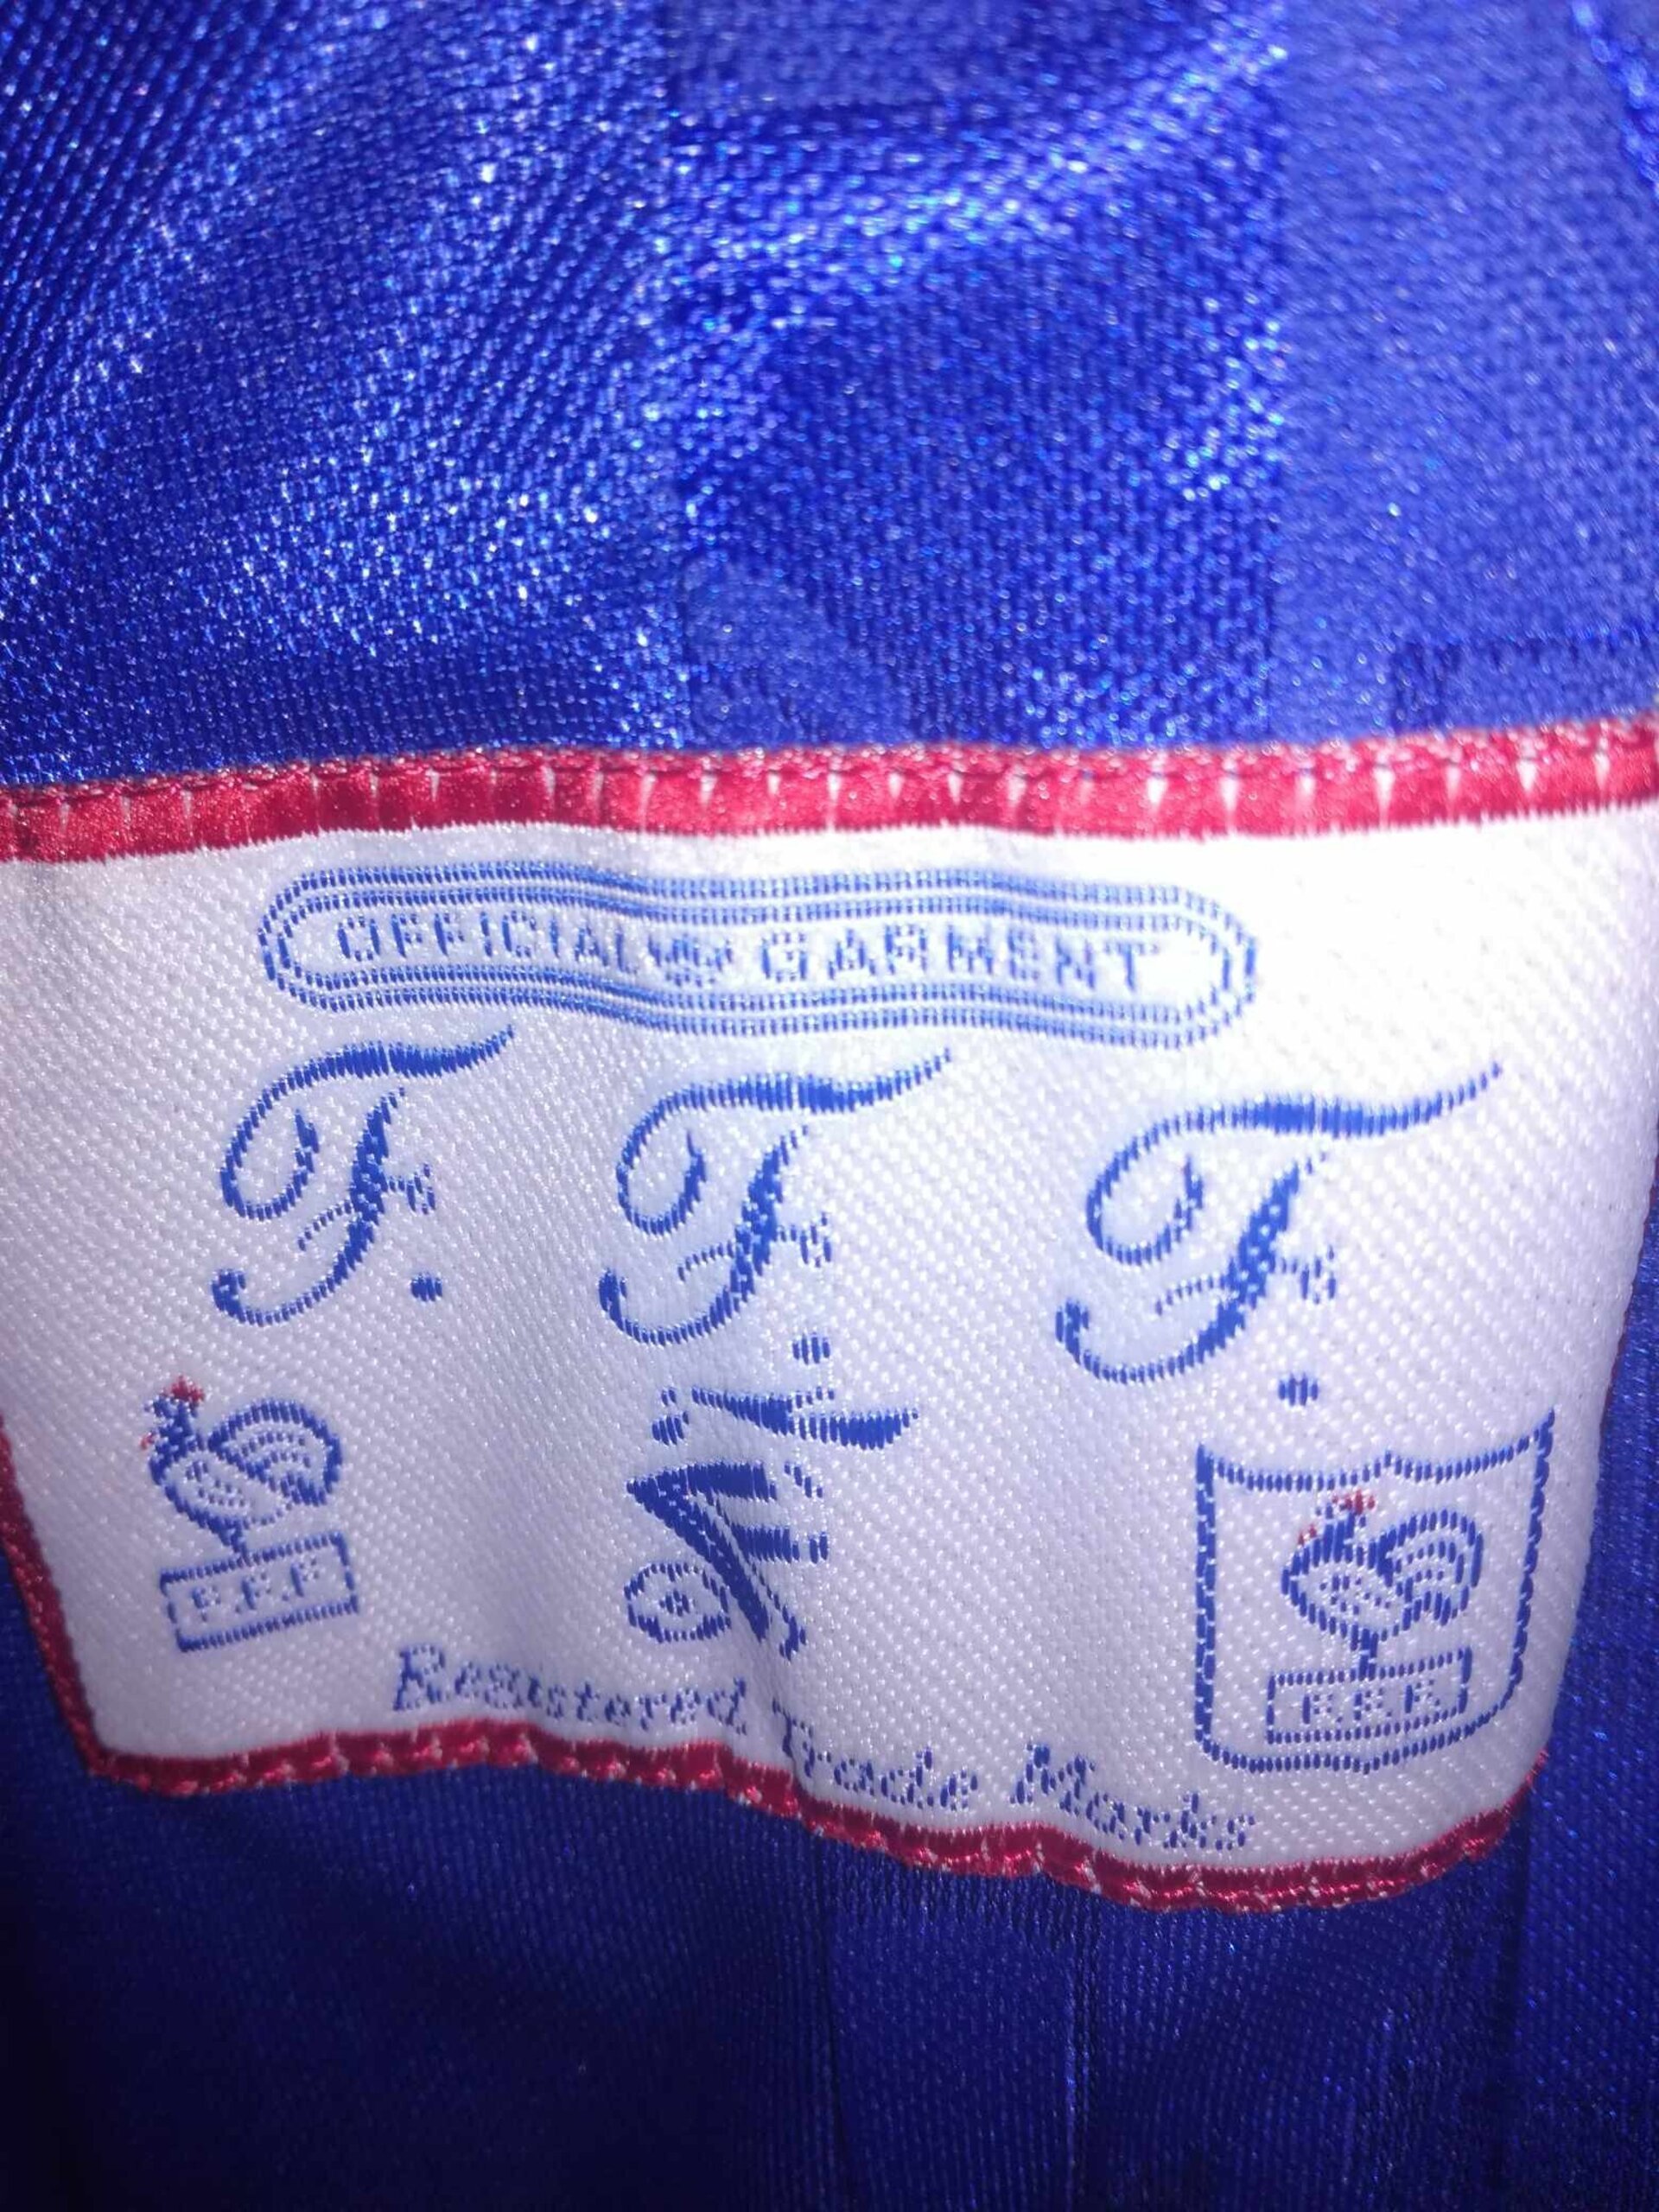 OFFICIAL GARMENT
F. F. F.
F.F.F
F.F.F.
Registered Trade Marks